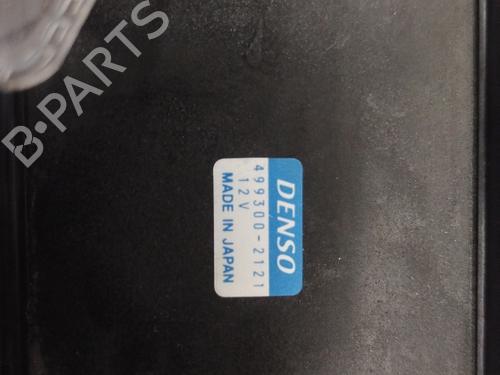 DENSO
499300-2121
12V
MADE IN JAPAN
B-PARTS